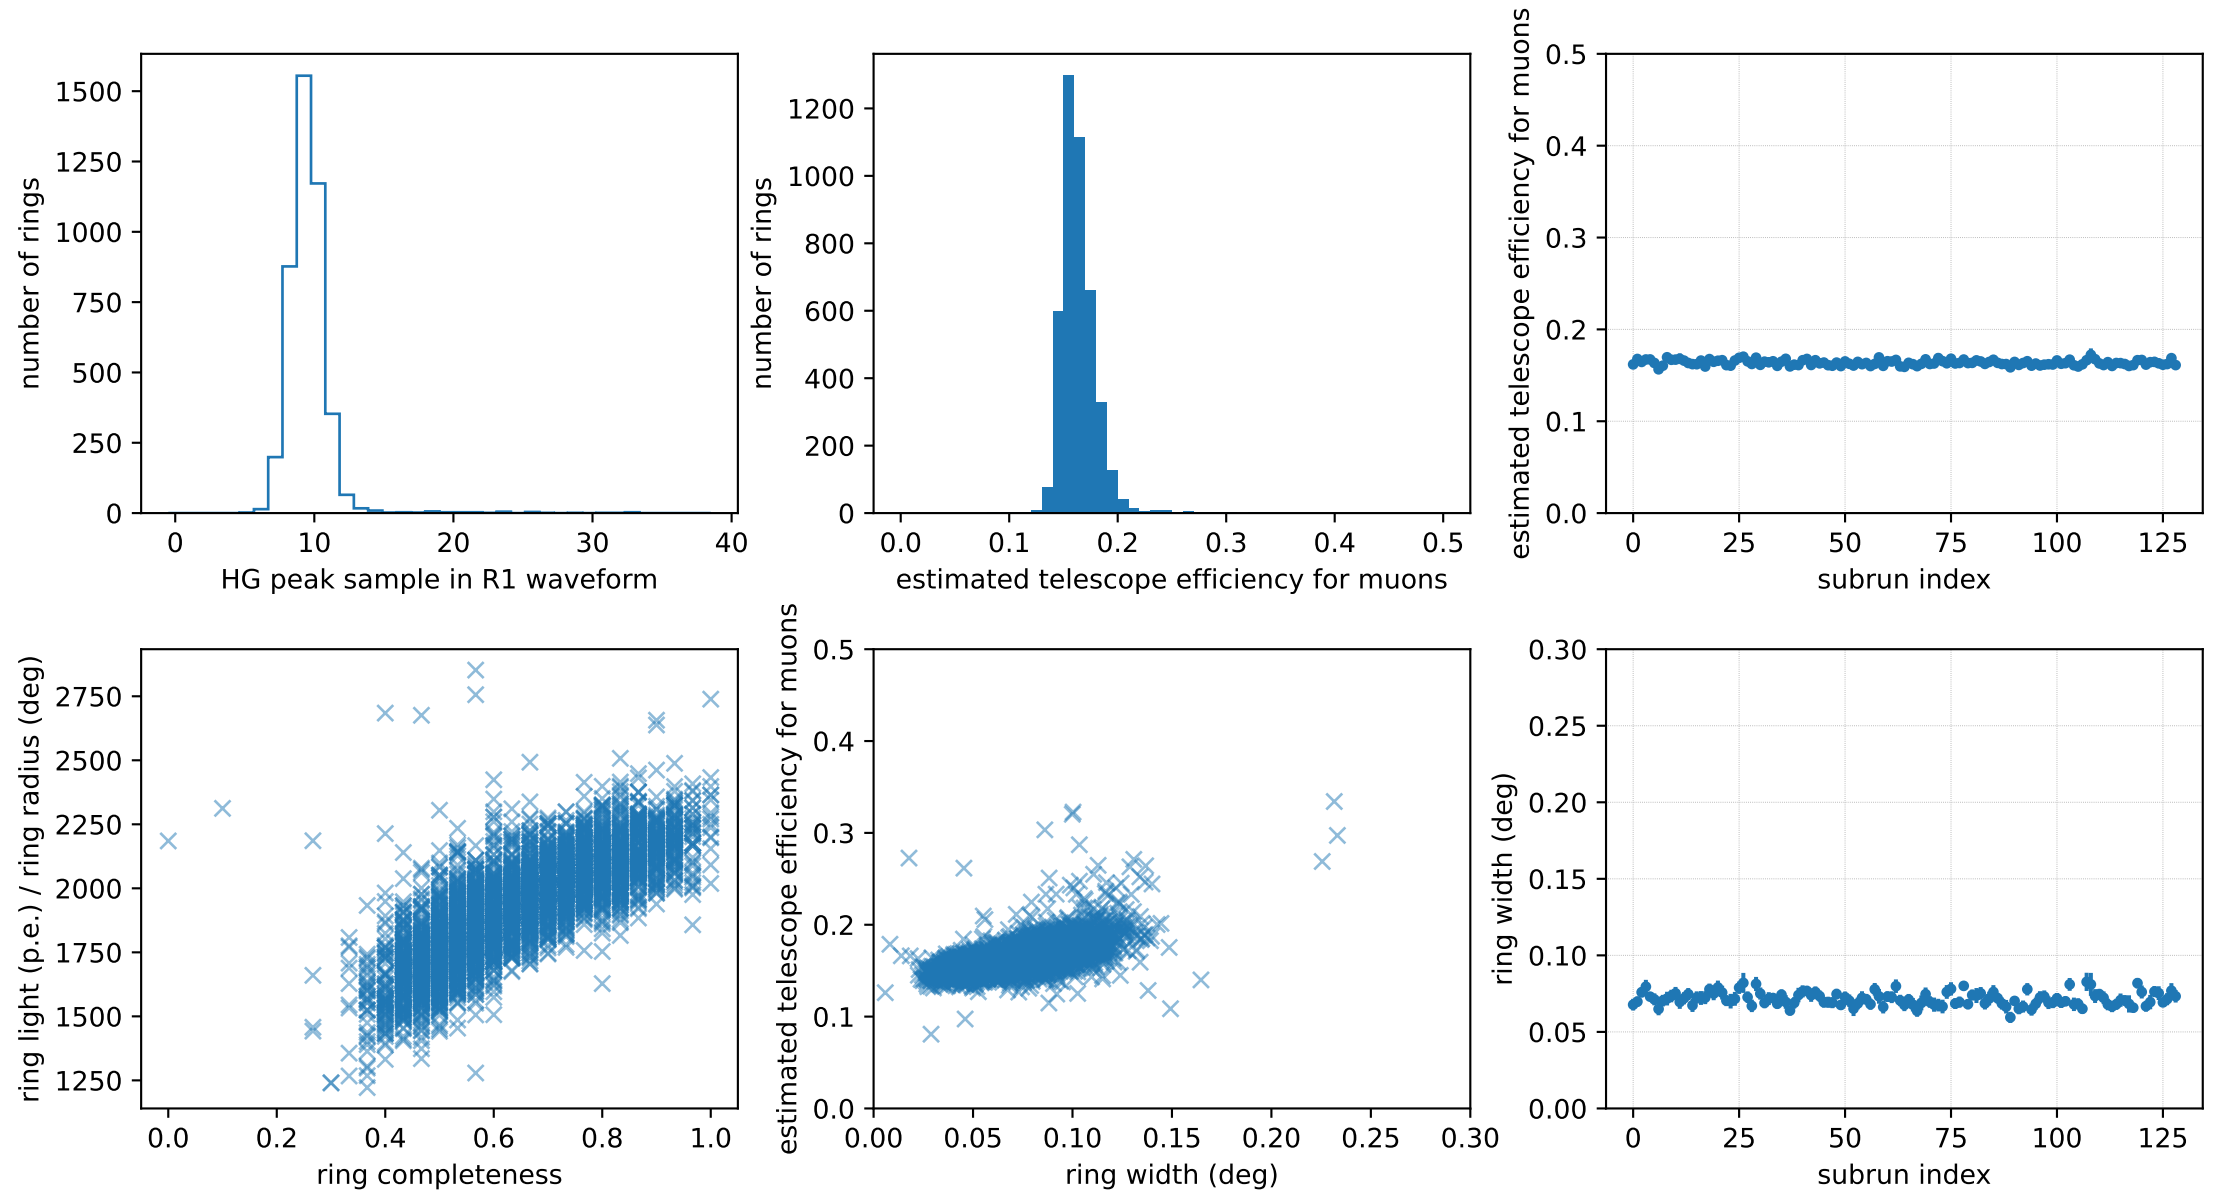 1500
1250
1000
750
500
250
0
number of rings
0 10 20 30 40
HG peak sample in R1 waveform
1200
1000
800
600
400
200
0
number of rings
0.0 0.1 0.2 0.3 0.4 0.5
estimated telescope efficiency for muons
0.5
0.4
0.3
0.2
0.1
0.0
estimated telescope efficiency for muons
0 25 50 75 100 125
subrun index
2750
2500
2250
2000
1750
1500
1250
ring light (p.e.) / ring radius (deg)
0.0 0.2 0.4 0.6 0.8 1.0
ring completeness
0.5
0.4
0.3
0.2
0.1
0.0
estimated telescope efficiency for muons
0.00 0.05 0.10 0.15 0.20 0.25 0.30
ring width (deg)
0.30
0.25
0.20
0.15
0.10
0.05
0.00
ring width (deg)
0 25 50 75 100 125
subrun index